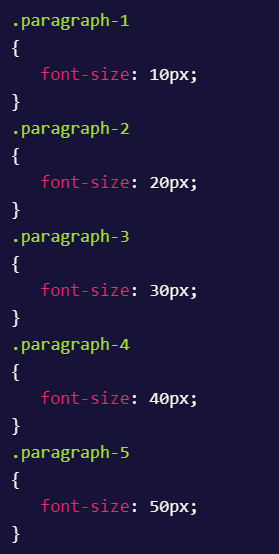 .paragraph-1
{
   font-size: 10px;
}
.paragraph-2
{
   font-size: 20px;
}
.paragraph-3
{
   font-size: 30px;
}
.paragraph-4
{
   font-size: 40px;
}
.paragraph-5
{
   font-size: 50px;
}